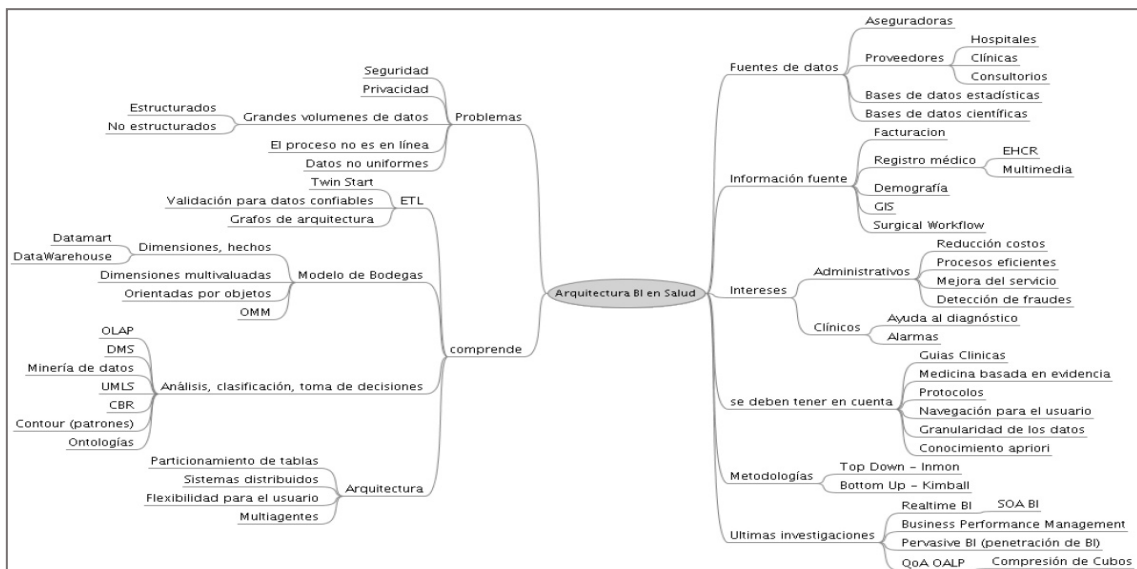 Arquitectura BI en Salud
Problemas
Seguridad
Privacidad
Grandes volumenes de datos
Estructurados
No estructurados
El proceso no es en línea
Datos no uniformes
comprende
ETL
Twin Start
Validación para datos confiables
Grafos de arquitectura
Modelo de Bodegas
Dimensiones, hechos
Datamart
DataWarehouse
Dimensiones multivaluadas
Orientadas por objetos
OMM
Análisis, clasificación, toma de decisiones
OLAP
DMS
Minería de datos
UMLS
CBR
Contour (patrones)
Ontologías
Arquitectura
Particionamiento de tablas
Sistemas distribuidos
Flexibilidad para el usuario
Multiagentes
Fuentes de datos
Aseguradoras
Proveedores
Hospitales
Clínicas
Consultorios
Bases de datos estadísticas
Bases de datos científicas
Información fuente
Facturacion
Registro médico
EHCR
Multimedia
Demografía
GIS
Surgical Workflow
Intereses
Administrativos
Reducción costos
Procesos eficientes
Mejora del servicio
Detección de fraudes
Clínicos
Ayuda al diagnóstico
Alarmas
se deben tener en cuenta
Guias Clinicas
Medicina basada en evidencia
Protocolos
Navegación para el usuario
Granularidad de los datos
Conocimiento apriori
Metodologías
Top Down - Inmon
Bottom Up - Kimball
Ultimas investigaciones
Realtime BI
SOA BI
Business Performance Management
Pervasive BI (penetración de BI)
QoA OALP
Compresión de Cubos